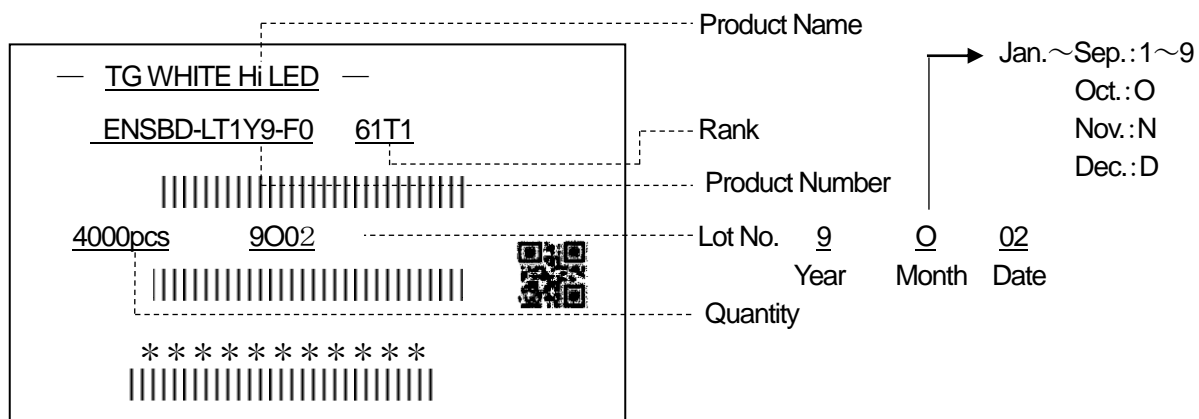 Product Name
Jan.～Sep.:1～9
— TG WHITE Hi LED —
Oct.:O
ENSBD-LT1Y9-F0 61T1
Rank
Nov.:N
Dec.:D
Product Number
4000pcs 9O02
Lot No. 9 O 02
Year Month Date
Quantity
＊＊＊＊＊＊＊＊＊＊＊